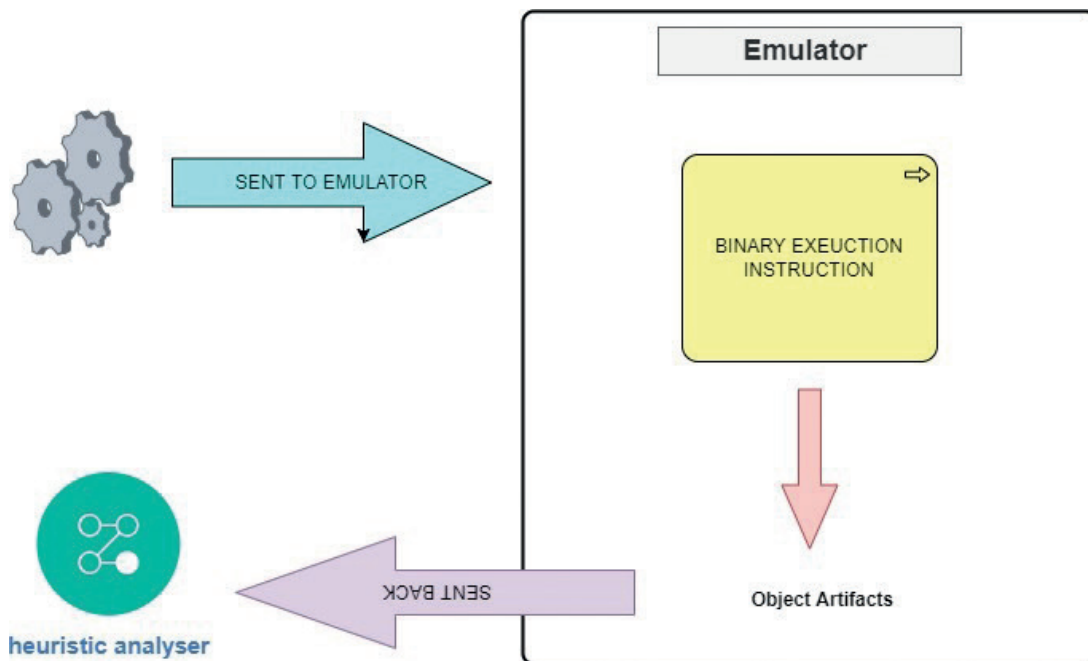 Emulator
SENT TO EMULATOR
BINARY EXEUCTION
INSTRUCTION
Object Artifacts
SENT BACK
heuristic analyser